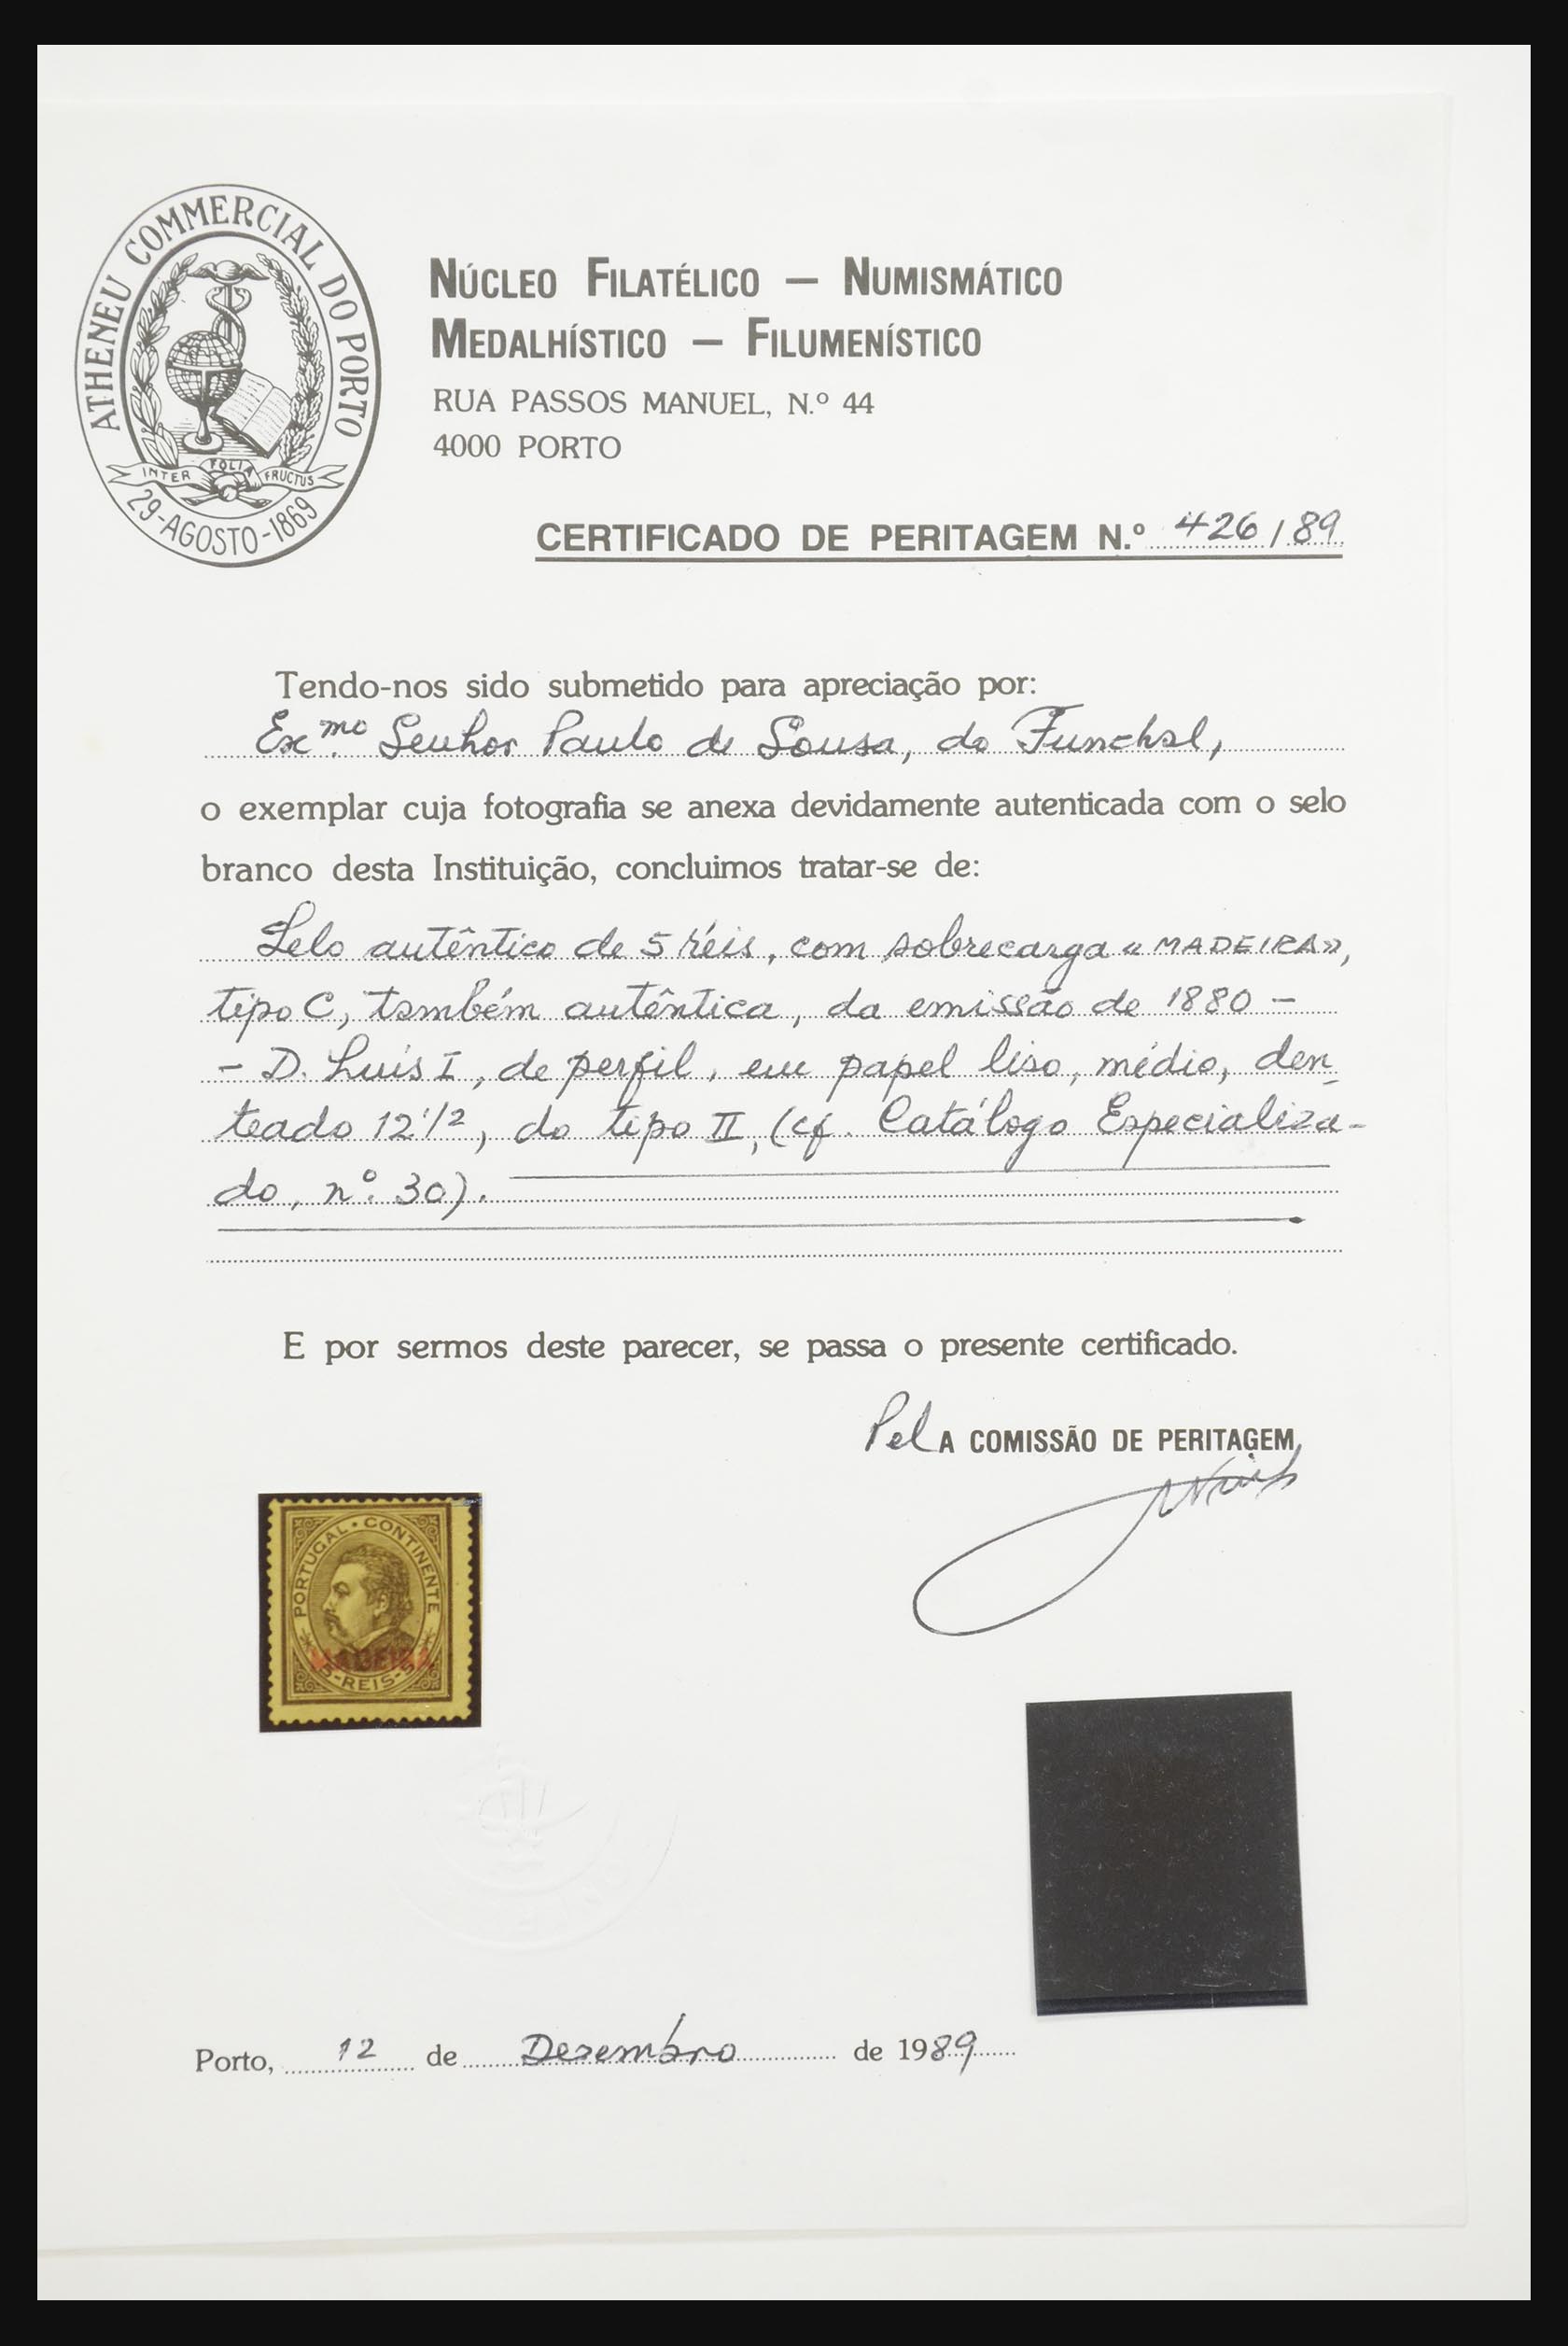 ATHENEU COMMERCIAL DO PORTO
INTER FOLIA FRUCTUS
29-AGOSTO-1869
NÚCLEO FILATÉLICO — NUMISMÁTICO
MEDALHÍSTICO — FILUMENÍSTICO
RUA PASSOS MANUEL, N.º 44
4000 PORTO
CERTIFICADO DE PERITAGEM N.º 426/89
Tendo-nos sido submetido para apreciação por:
Ex.mo Senhor Paulo de Sousa, do Funchal,
o exemplar cuja fotografia se anexa devidamente autenticada com o selo
branco desta Instituição, concluimos tratar-se de:
Selo autêntico de 5 réis, com sobrecarga «MADEIRA»,
tipo C, também autêntica, da emissão de 1880 -
- D. Luís I, de perfil, em papel liso, médio, den-
teado 12 1/2, do tipo II, (cf. Catálogo Especializa-
do, nº. 30).
E por sermos deste parecer, se passa o presente certificado.
Pel A COMISSÃO DE PERITAGEM,
PORTUGAL • CONTINENTE
MADEIRA
5-REIS-5
Porto, 12 de Dezembro de 1989